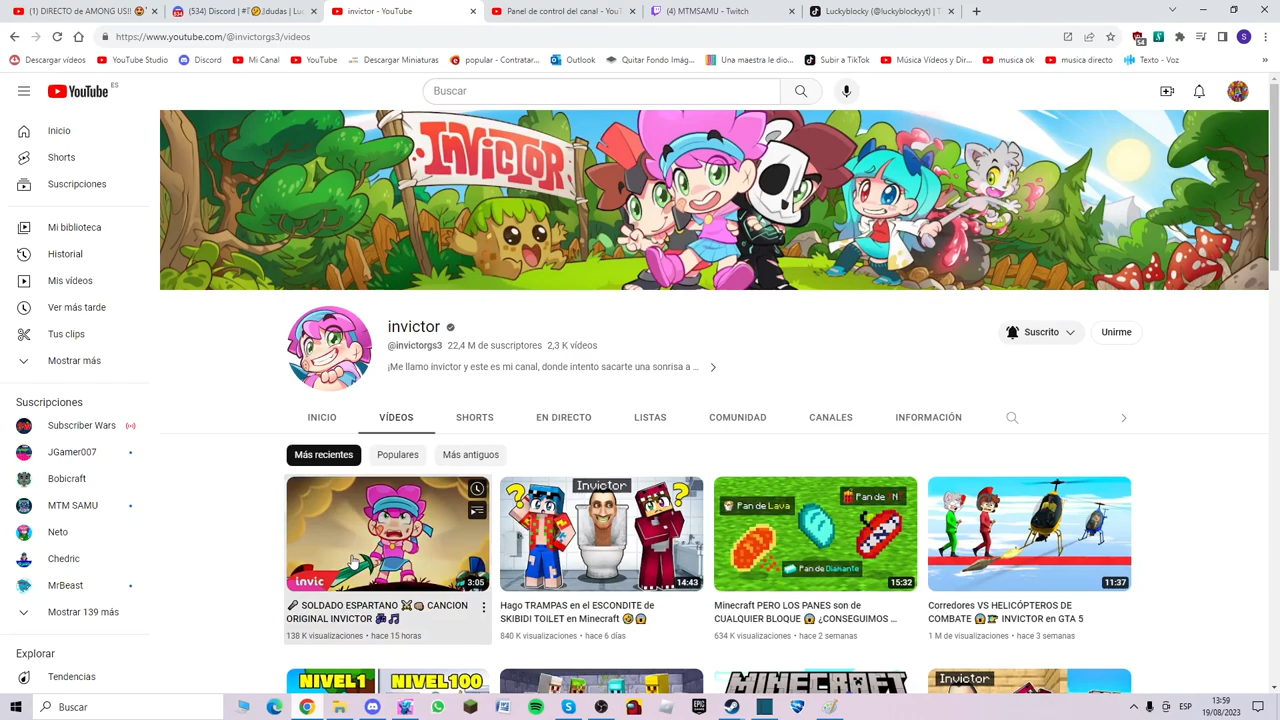 (1) DIRECTO de AMONG US!! 😍
(534) Discord | #🎙️Jdudas | Luc
invictor - YouTube
Panel de control del canal - YouT
(4) MTMSAMU - Twitch
Luckyblocky (@luckyblockyyt) | T
https://www.youtube.com/@invictorgs3/videos
54
S
Descargar vídeos
YouTube Studio
Discord
Mi Canal
YouTube
Descargar Miniaturas
popular - Contratar...
Outlook
Quitar Fondo Imág...
Una maestra le dio...
Subir a TikTok
Música Vídeos y Dir...
musica ok
musica directo
Texto - Voz
YouTube ES
Buscar
INVICTOR
Inicio
Shorts
Suscripciones
Mi biblioteca
Historial
Mis vídeos
Ver más tarde
Tus clips
Mostrar más
Suscripciones
Subscriber Wars
JGamer007
Bobicraft
MTM SAMU
Neto
Chedric
MrBeast
Mostrar 139 más
Explorar
Tendencias
invictor
@invictorgs3 22,4 M de suscriptores 2,3 K vídeos
¡Me llamo invictor y este es mi canal, donde intento sacarte una sonrisa a ...
Suscrito
Unirme
INICIO
VÍDEOS
SHORTS
EN DIRECTO
LISTAS
COMUNIDAD
CANALES
INFORMACIÓN
Más recientes
Populares
Más antiguos
invic
3:05
🗡️ SOLDADO ESPARTANO ⚔️🏈 CANCION
ORIGINAL INVICTOR 🎆🎵
138 K visualizaciones • hace 15 horas
Invictor
14:43
Hago TRAMPAS en el ESCONDITE de
SKIBIDI TOILET en Minecraft 🤣😱
840 K visualizaciones • hace 6 días
Pan de Lava
Pan de TNT
Pan de Diamante
15:32
Minecraft PERO LOS PANES son de
CUALQUIER BLOQUE 😱 ¿CONSEGUIMOS ...
634 K visualizaciones • hace 2 semanas
11:37
Corredores VS HELICÓPTEROS DE
COMBATE 😱 INVICTOR en GTA 5
1 M de visualizaciones • hace 3 semanas
NIVEL1
NIVEL100
MINECRAFT
Invictor
Buscar
ESP
13:59
19/08/2023